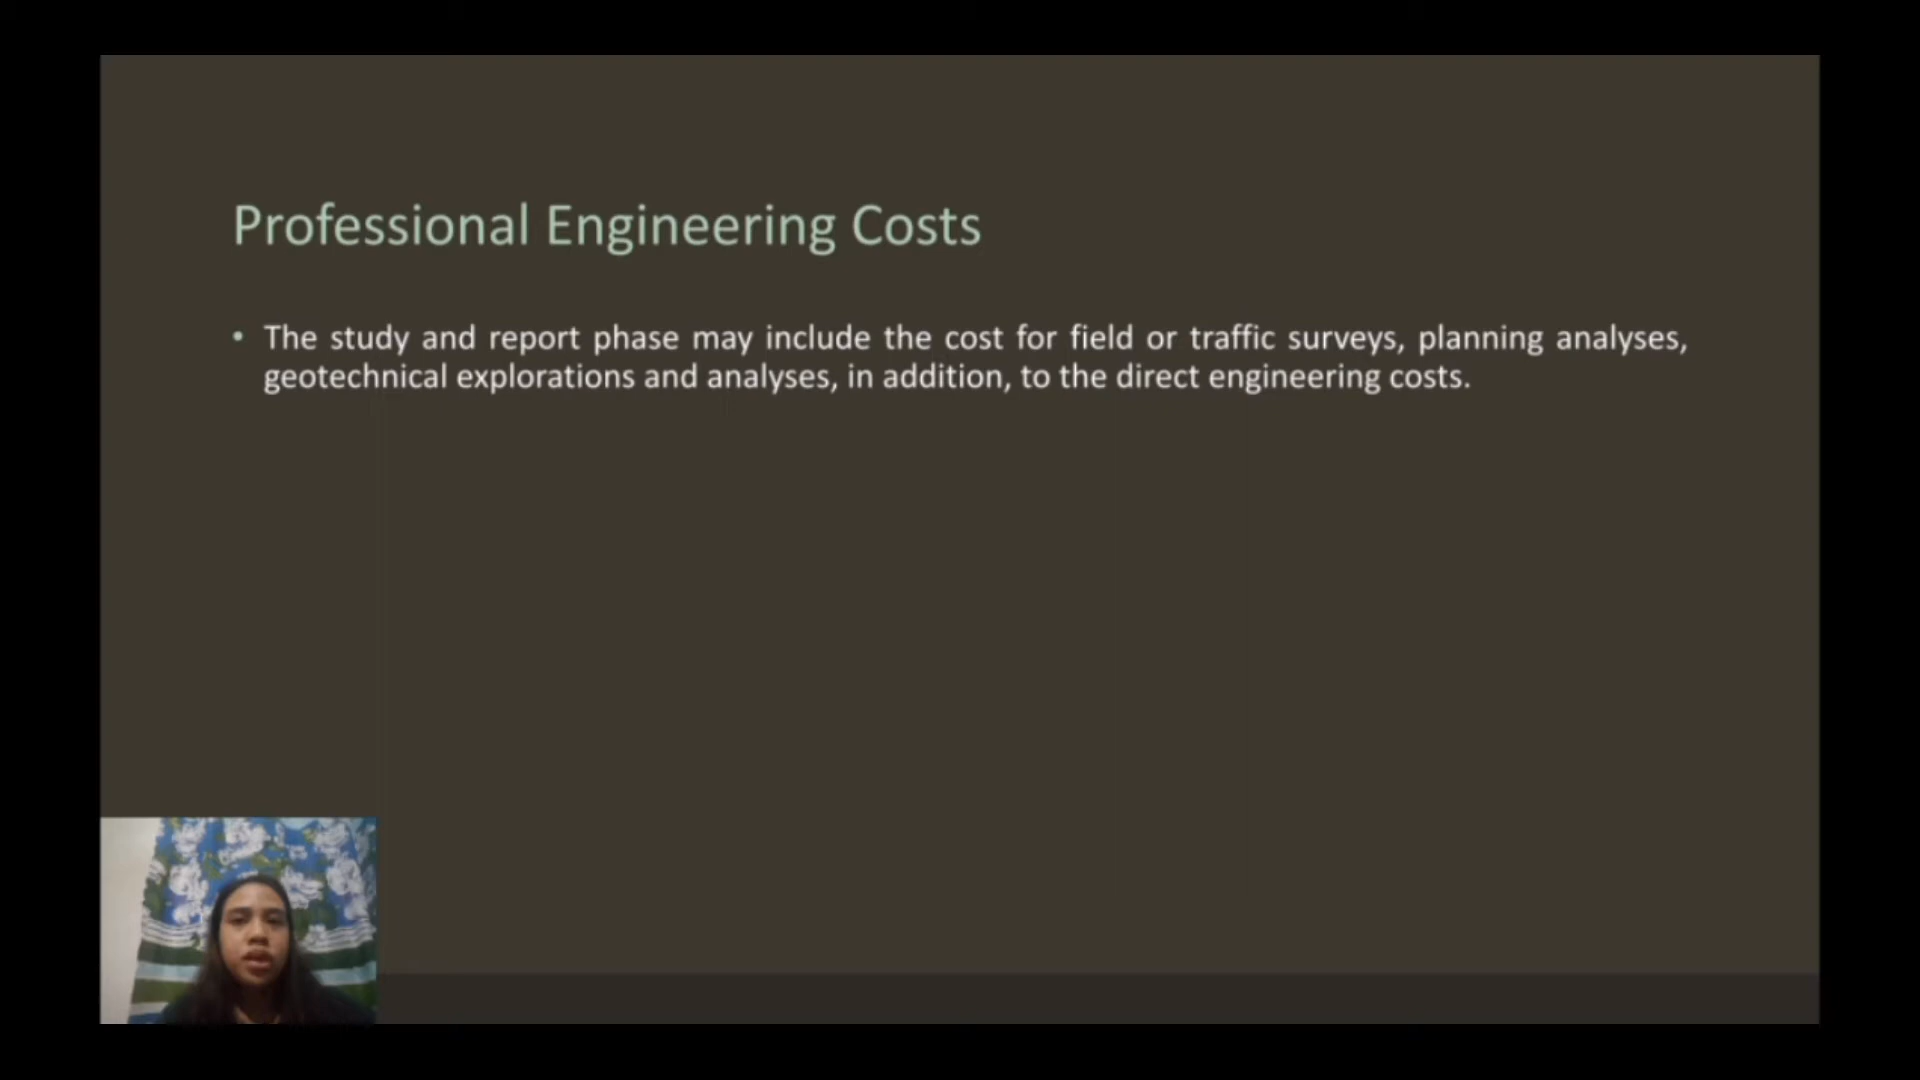 Professional Engineering Costs
• The study and report phase may include the cost for field or traffic surveys, planning analyses,
geotechnical explorations and analyses, in addition, to the direct engineering costs.